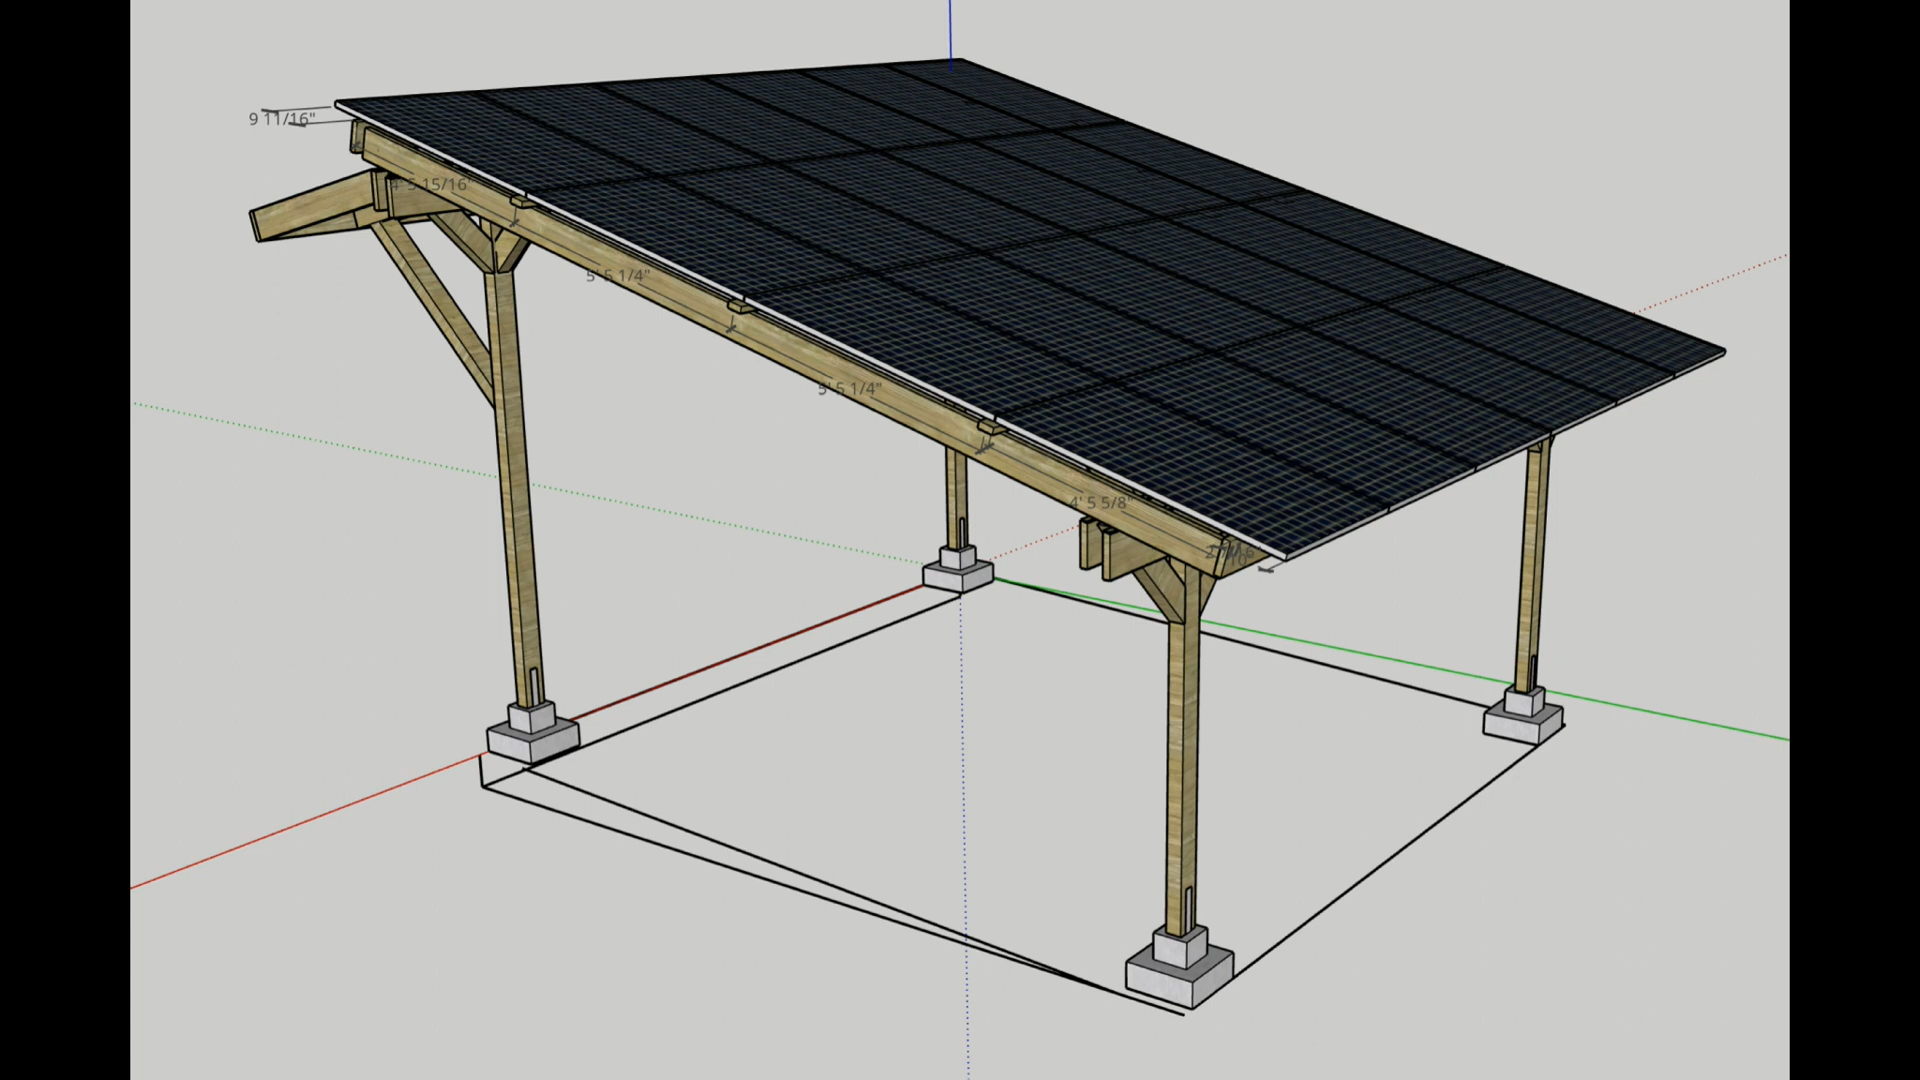 9 11/16"
4' 5 15/16"
5' 5 1/4"
5' 5 1/4"
4' 5 5/8"